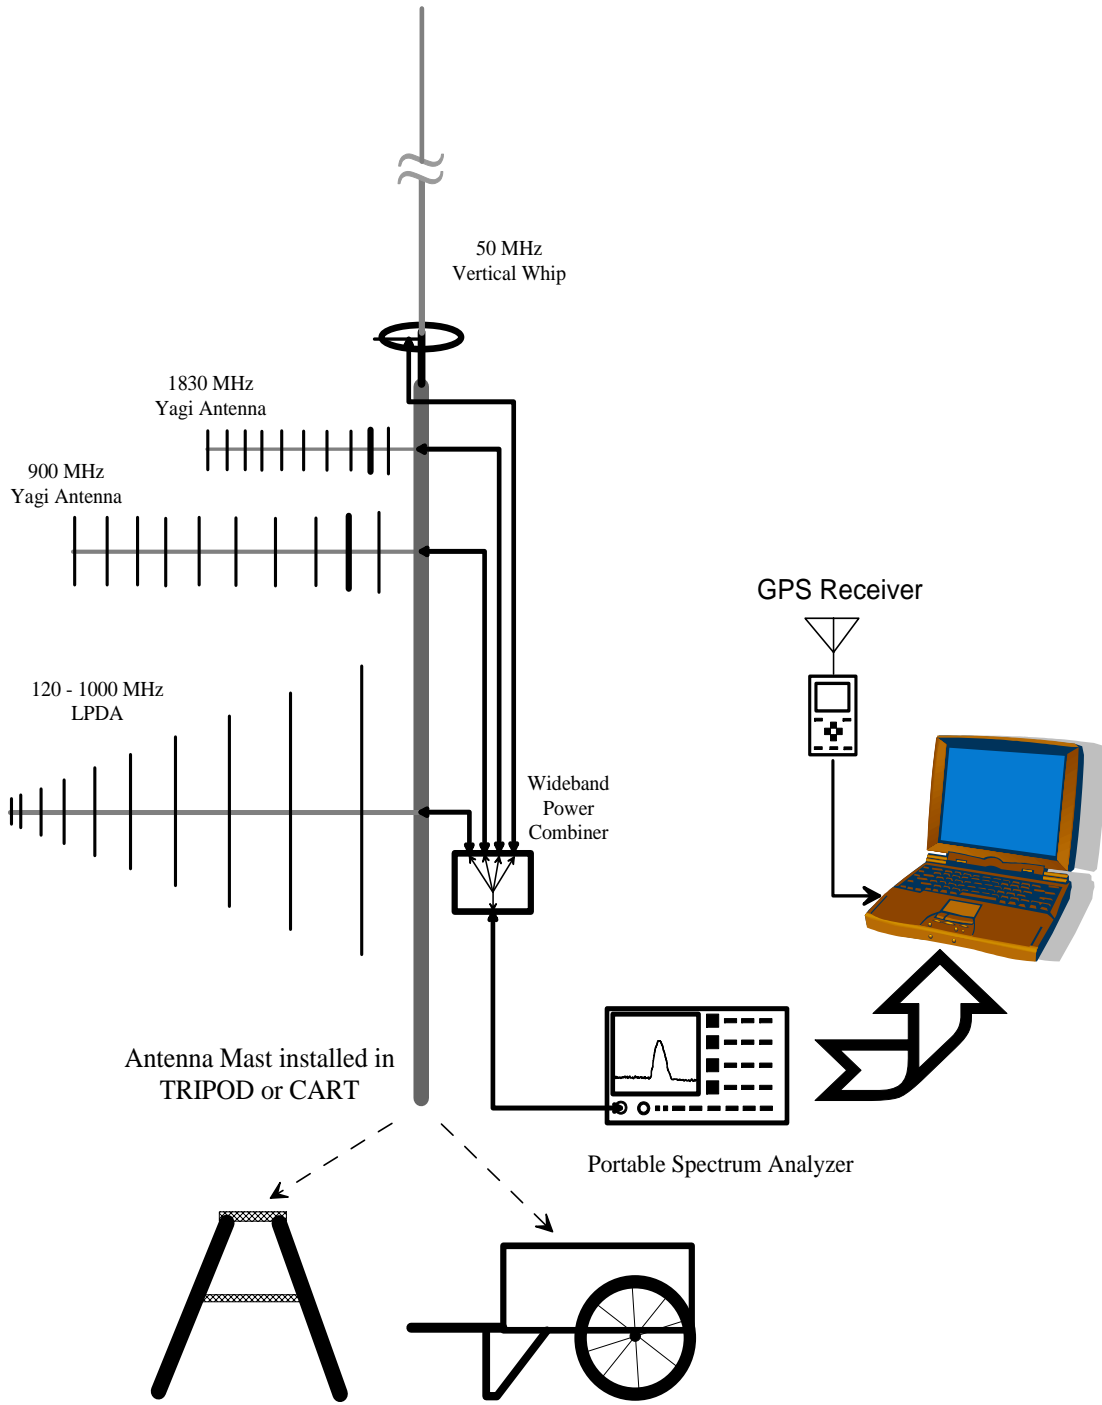 50 MHz
Vertical Whip
1830 MHz
Yagi Antenna
900 MHz
Yagi Antenna
GPS Receiver
120 - 1000 MHz
LPDA
Wideband
Power
Combiner
Antenna Mast installed in
TRIPOD or CART
Portable Spectrum Analyzer